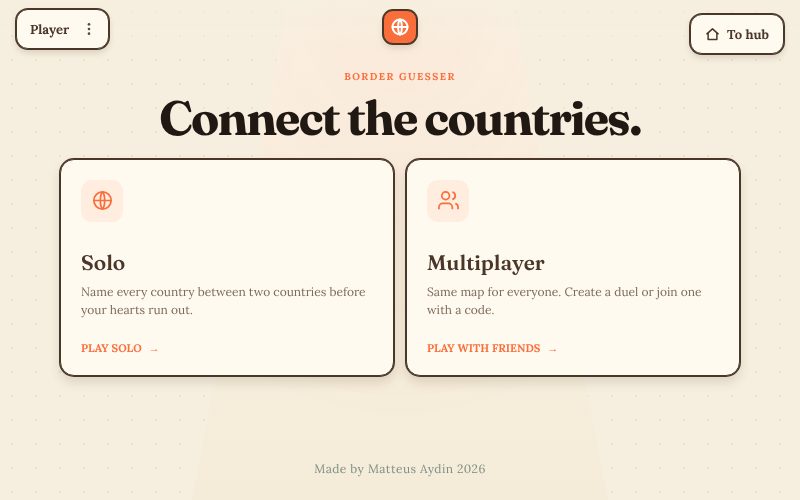 Player
To hub
BORDER GUESSER
Connect the countries.
Solo
Name every country between two countries before
your hearts run out.
PLAY SOLO →
Multiplayer
Same map for everyone. Create a duel or join one
with a code.
PLAY WITH FRIENDS →
Made by Matteus Aydin 2026